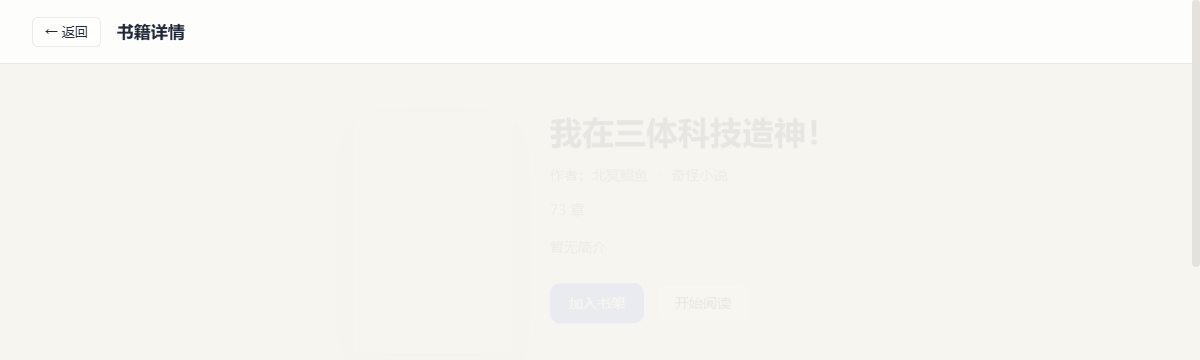 ← 返回
书籍详情
我在三体科技造神！
作者：北冥鲲鱼 奇怪小说
73 章
暂无简介
加入书架
开始阅读